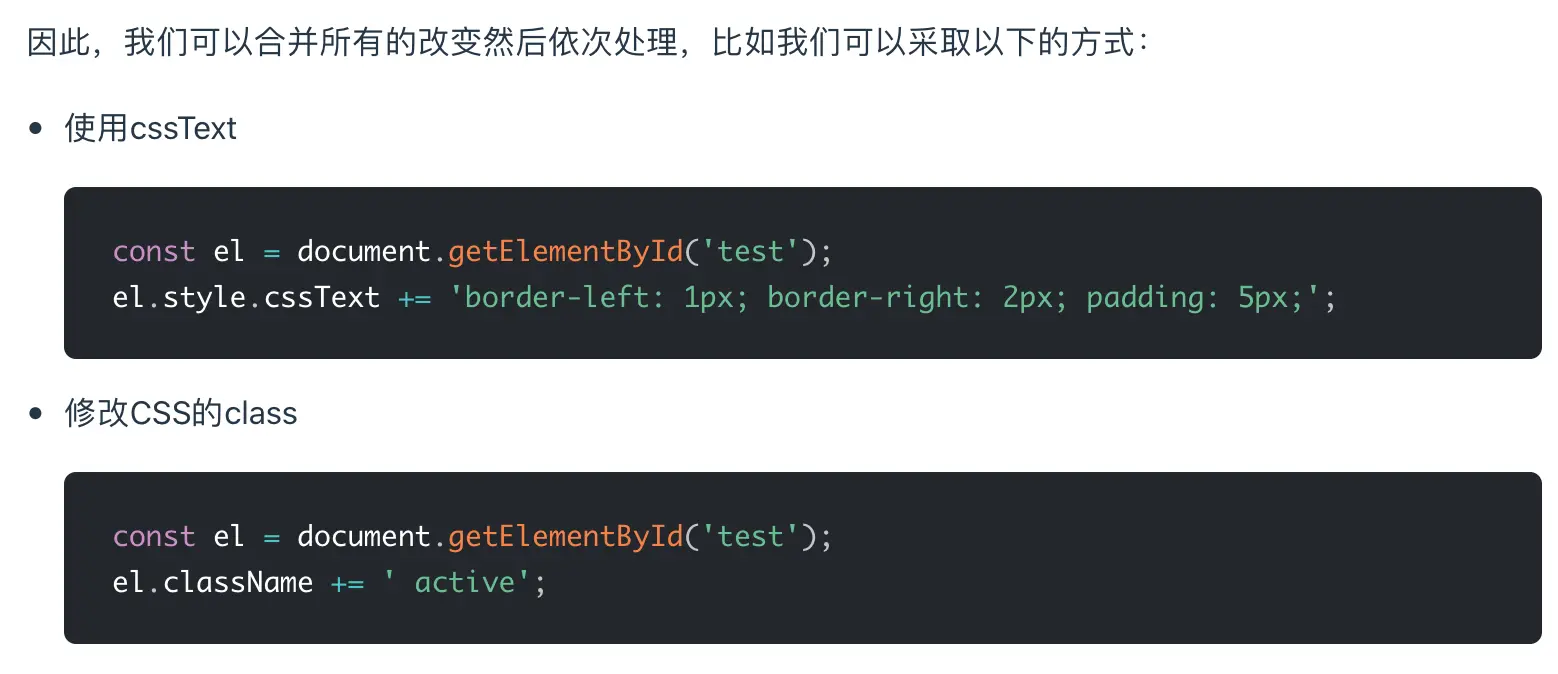 因此，我们可以合并所有的改变然后依次处理，比如我们可以采取以下的方式：
• 使用cssText
const el = document.getElementById('test');
el.style.cssText += 'border-left: 1px; border-right: 2px; padding: 5px;';
• 修改CSS的class
const el = document.getElementById('test');
el.className += ' active';